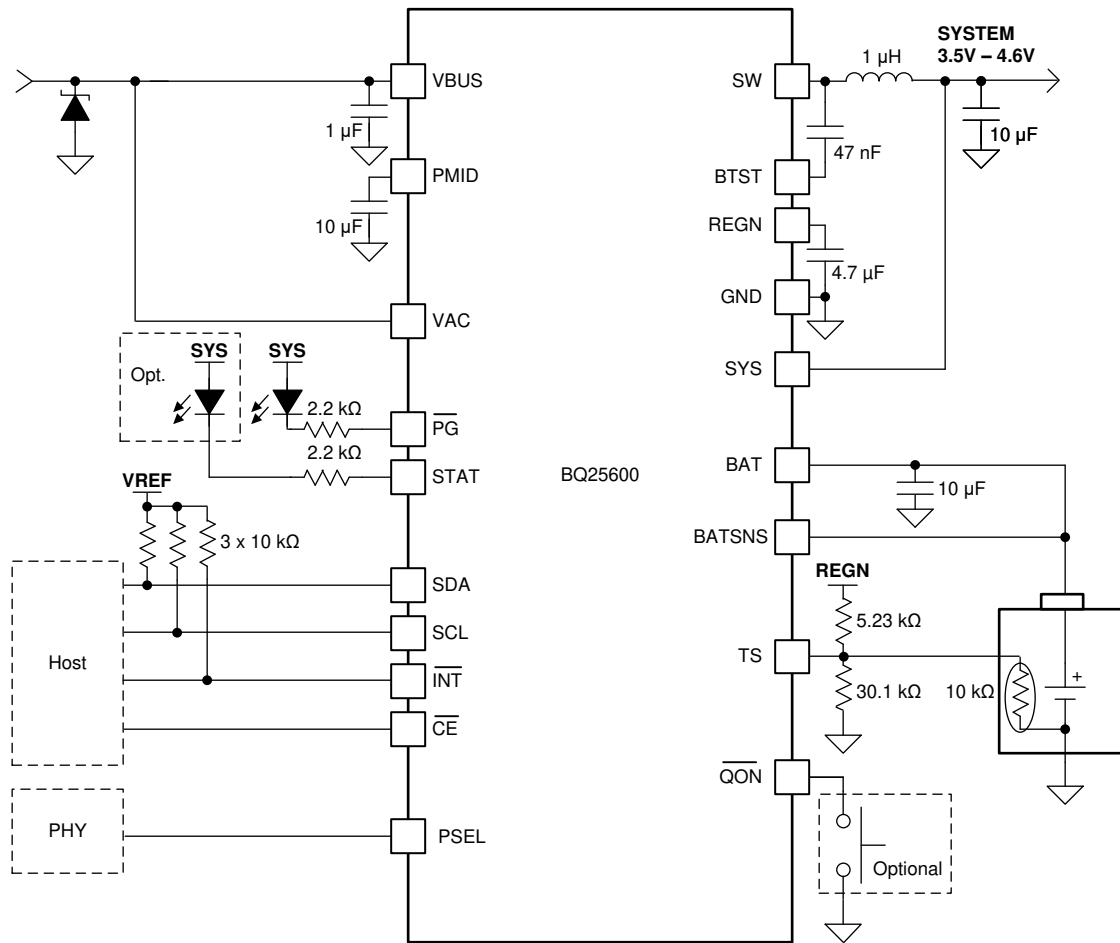 SYSTEM
3.5V – 4.6V
VBUS
1 µF
PMID
10 µF
VAC
SYS
SYS
Opt.
2.2 kΩ
PG
2.2 kΩ
STAT
VREF
3 x 10 kΩ
Host
SDA
SCL
INT
CE
PHY
PSEL
BQ25600
SW
1 µH
10 µF
47 nF
BTST
REGN
4.7 µF
GND
SYS
BAT
10 µF
BATSNS
REGN
5.23 kΩ
TS
30.1 kΩ
10 kΩ
+
QON
Optional